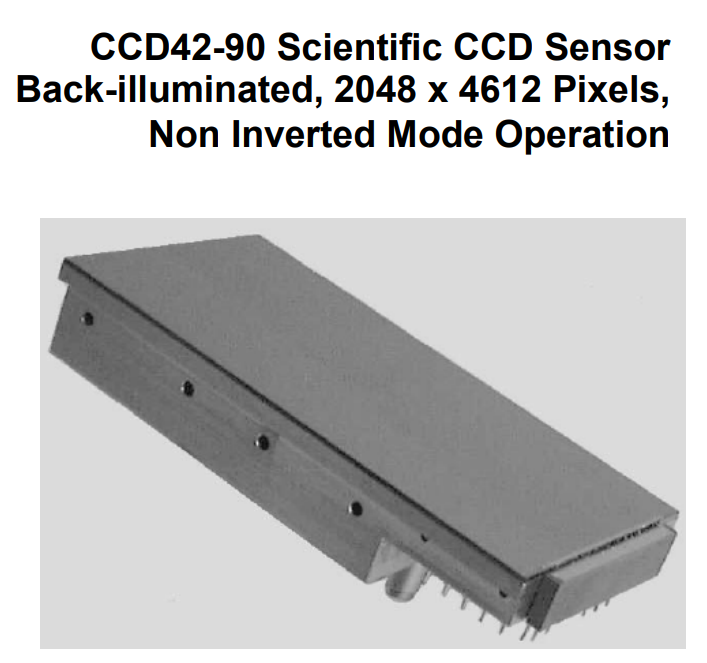 CCD42-90 Scientific CCD Sensor
Back-illuminated, 2048 x 4612 Pixels,
Non Inverted Mode Operation